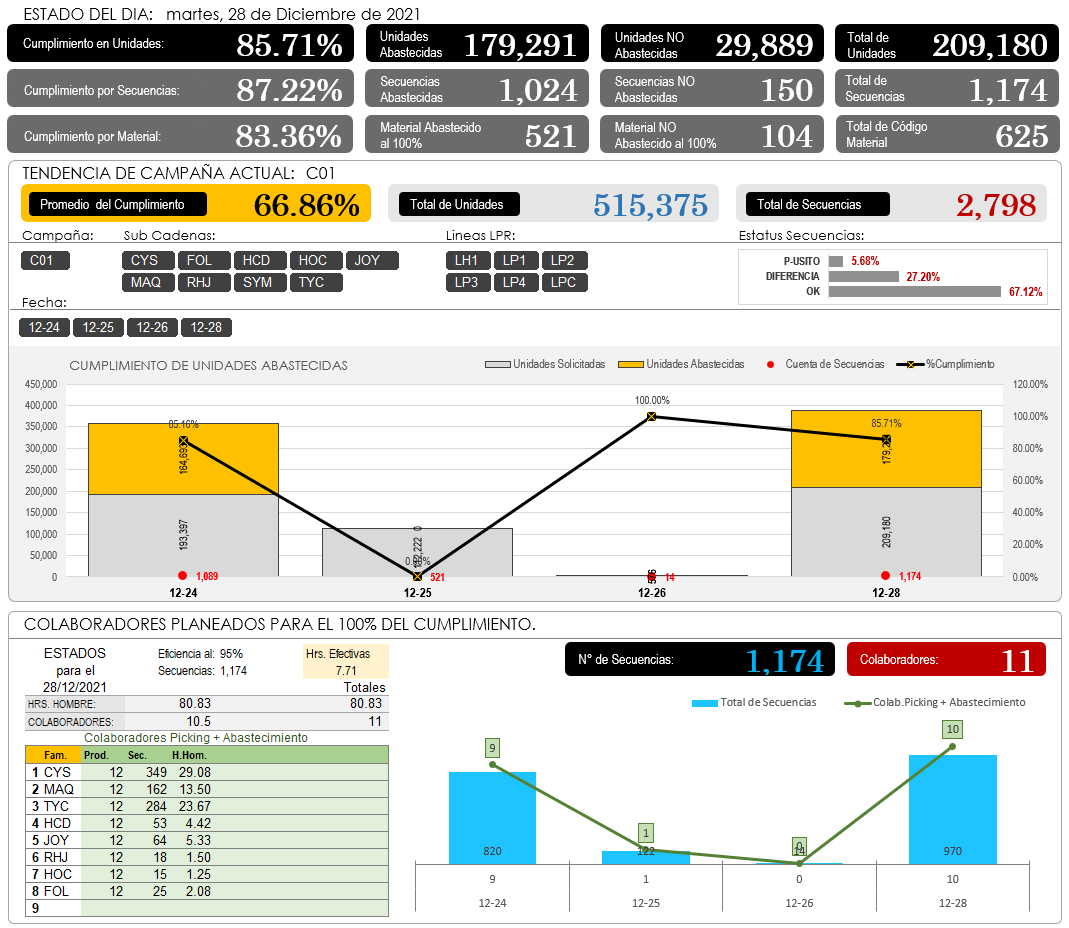 ESTADO DEL DIA: martes, 28 de Diciembre de 2021
Cumplimiento en Unidades: 85.71%
Unidades Abastecidas 179,291
Unidades NO Abastecidas 29,889
Total de Unidades 209,180
Cumplimiento por Secuencias: 87.22%
Secuencias Abastecidas 1,024
Secuencias NO Abastecidas 150
Total de Secuencias 1,174
Cumplimiento por Material: 83.36%
Material Abastecido al 100% 521
Material NO Abastecido al 100% 104
Total de Código Material 625
TENDENCIA DE CAMPAÑA ACTUAL: C01
Promedio del Cumplimiento 66.86%
Total de Unidades 515,375
Total de Secuencias 2,798
Campaña: Sub Cadenas: Lineas LPR: Estatus Secuencias:
C01 CYS FOL HCD HOC JOY LH1 LP1 LP2
MAQ RHJ SYM TYC LP3 LP4 LPC
P-USITO 5.68%
DIFERENCIA 27.20%
OK 67.12%
Fecha:
12-24 12-25 12-26 12-28
CUMPLIMIENTO DE UNIDADES ABASTECIDAS
Unidades Solicitadas Unidades Abastecidas Cuenta de Secuencias %Cumplimiento
450,000 120.00%
400,000 100.00%
350,000
300,000 80.00%
250,000 60.00%
200,000
150,000 40.00%
100,000 20.00%
50,000
0 0.00%
85.16% 100.00% 85.71%
193,397 0 209,180
1,089 521 14 1,174
12-24 12-25 12-26 12-28
COLABORADORES PLANEADOS PARA EL 100% DEL CUMPLIMIENTO.
ESTADOS Eficiencia al: 95% Hrs. Efectivas
para el Secuencias: 1,174 7.71
28/12/2021 Totales
HRS. HOMBRE: 80.83 80.83
COLABORADORES: 10.5 11
Colaboradores Picking + Abastecimiento
Fam. Prod. Sec. H.Hom.
1 CYS 12 349 29.08
2 MAQ 12 162 13.50
3 TYC 12 284 23.67
4 HCD 12 53 4.42
5 JOY 12 64 5.33
6 RHJ 12 18 1.50
7 HOC 12 15 1.25
8 FOL 12 25 2.08
9
N° de Secuencias: 1,174
Colaboradores: 11
Total de Secuencias Colab.Picking + Abastecimiento
9 1 0 10
820 122 14 970
9 1 0 10
12-24 12-25 12-26 12-28